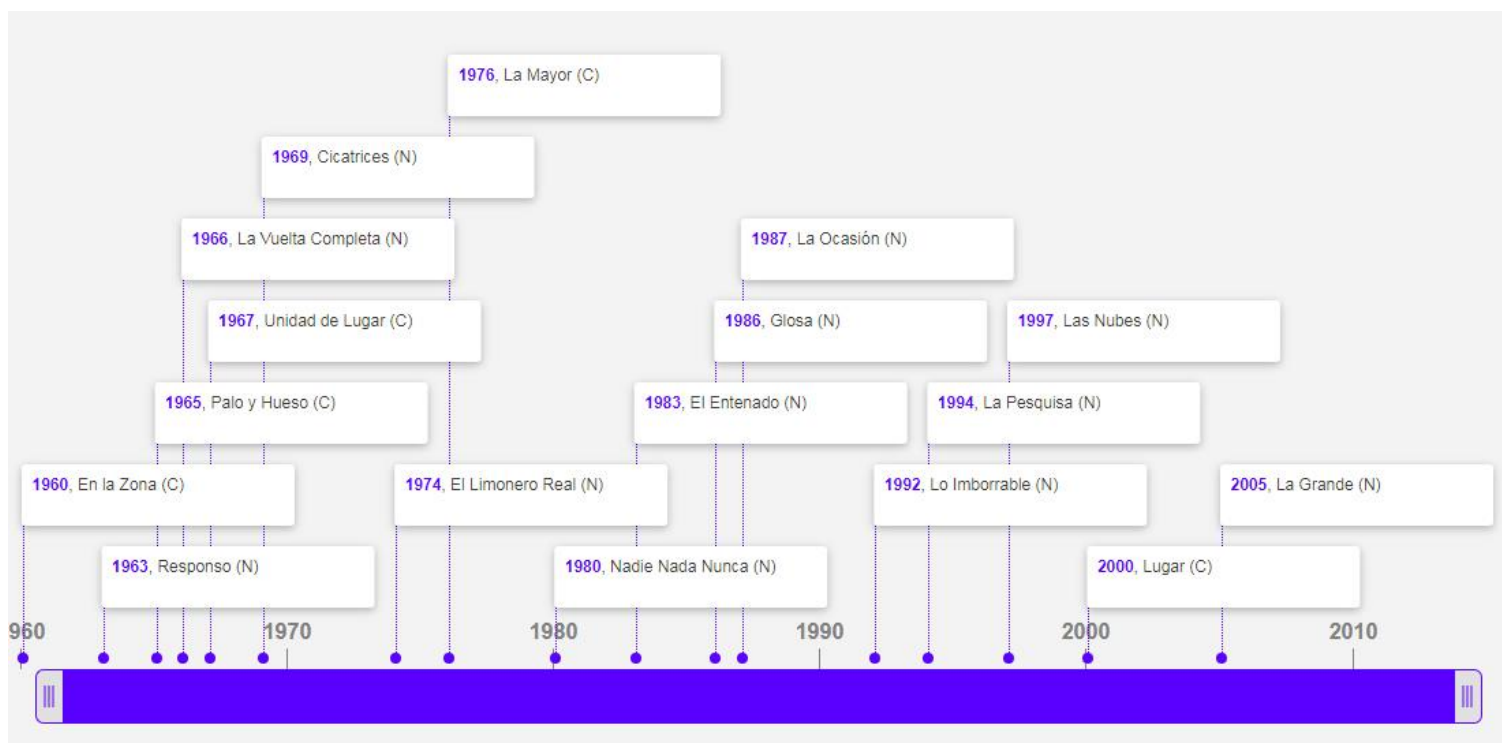 1976, La Mayor (C)
1969, Cicatrices (N)
1966, La Vuelta Completa (N)
1987, La Ocasión (N)
1967, Unidad de Lugar (C)
1986, Glosa (N)
1997, Las Nubes (N)
1965, Palo y Hueso (C)
1983, El Entenado (N)
1994, La Pesquisa (N)
1960, En la Zona (C)
1974, El Limonero Real (N)
1992, Lo Imborrable (N)
2005, La Grande (N)
1963, Responso (N)
1980, Nadie Nada Nunca (N)
2000, Lugar (C)
960 1970 1980 1990 2000 2010